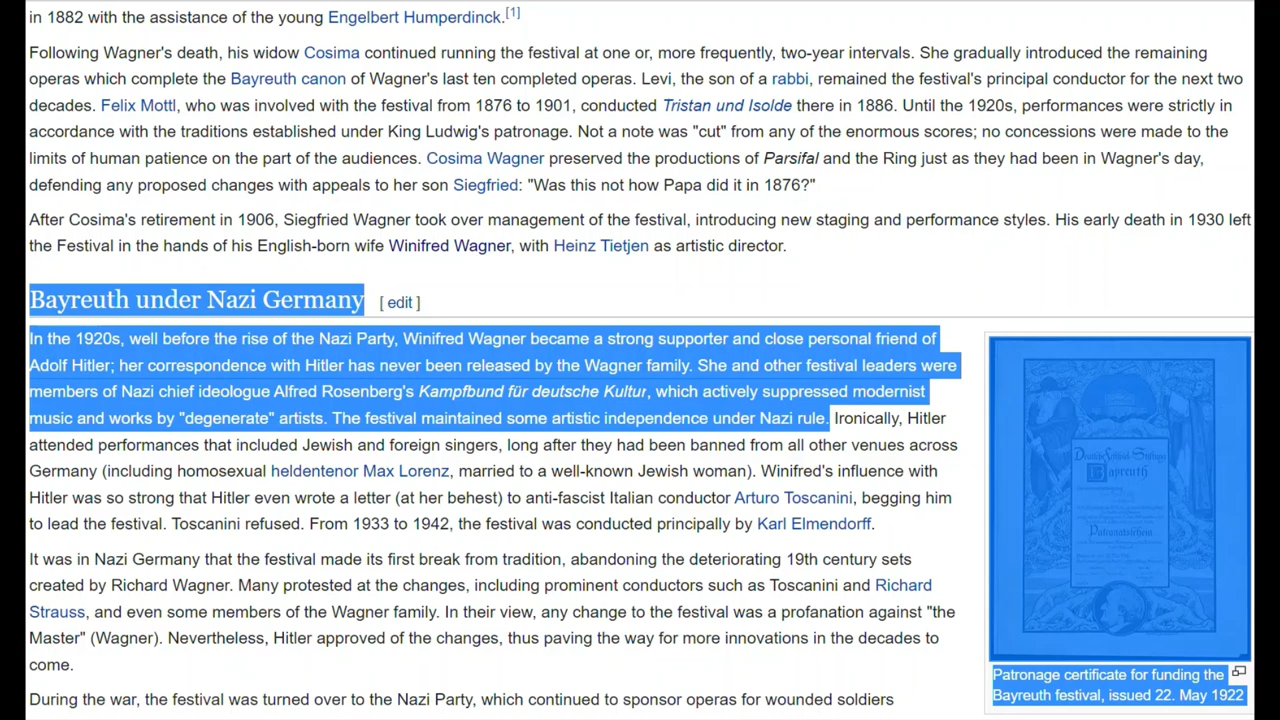 in 1882 with the assistance of the young Engelbert Humperdinck.[1]
Following Wagner's death, his widow Cosima continued running the festival at one or, more frequently, two-year intervals. She gradually introduced the remaining
operas which complete the Bayreuth canon of Wagner's last ten completed operas. Levi, the son of a rabbi, remained the festival's principal conductor for the next two
decades. Felix Mottl, who was involved with the festival from 1876 to 1901, conducted Tristan und Isolde there in 1886. Until the 1920s, performances were strictly in
accordance with the traditions established under King Ludwig's patronage. Not a note was "cut" from any of the enormous scores; no concessions were made to the
limits of human patience on the part of the audiences. Cosima Wagner preserved the productions of Parsifal and the Ring just as they had been in Wagner's day,
defending any proposed changes with appeals to her son Siegfried: "Was this not how Papa did it in 1876?"
After Cosima's retirement in 1906, Siegfried Wagner took over management of the festival, introducing new staging and performance styles. His early death in 1930 left
the Festival in the hands of his English-born wife Winifred Wagner, with Heinz Tietjen as artistic director.
Bayreuth under Nazi Germany [ edit ]
In the 1920s, well before the rise of the Nazi Party, Winifred Wagner became a strong supporter and close personal friend of
Adolf Hitler; her correspondence with Hitler has never been released by the Wagner family. She and other festival leaders were
members of Nazi chief ideologue Alfred Rosenberg's Kampfbund für deutsche Kultur, which actively suppressed modernist
music and works by "degenerate" artists. The festival maintained some artistic independence under Nazi rule. Ironically, Hitler
attended performances that included Jewish and foreign singers, long after they had been banned from all other venues across
Germany (including homosexual heldentenor Max Lorenz, married to a well-known Jewish woman). Winifred's influence with
Hitler was so strong that Hitler even wrote a letter (at her behest) to anti-fascist Italian conductor Arturo Toscanini, begging him
to lead the festival. Toscanini refused. From 1933 to 1942, the festival was conducted principally by Karl Elmendorff.
It was in Nazi Germany that the festival made its first break from tradition, abandoning the deteriorating 19th century sets
created by Richard Wagner. Many protested at the changes, including prominent conductors such as Toscanini and Richard
Strauss, and even some members of the Wagner family. In their view, any change to the festival was a profanation against "the
Master" (Wagner). Nevertheless, Hitler approved of the changes, thus paving the way for more innovations in the decades to
come.
During the war, the festival was turned over to the Nazi Party, which continued to sponsor operas for wounded soldiers
Bayreuth
Patronatschein
Patronage certificate for funding the
Bayreuth festival, issued 22. May 1922